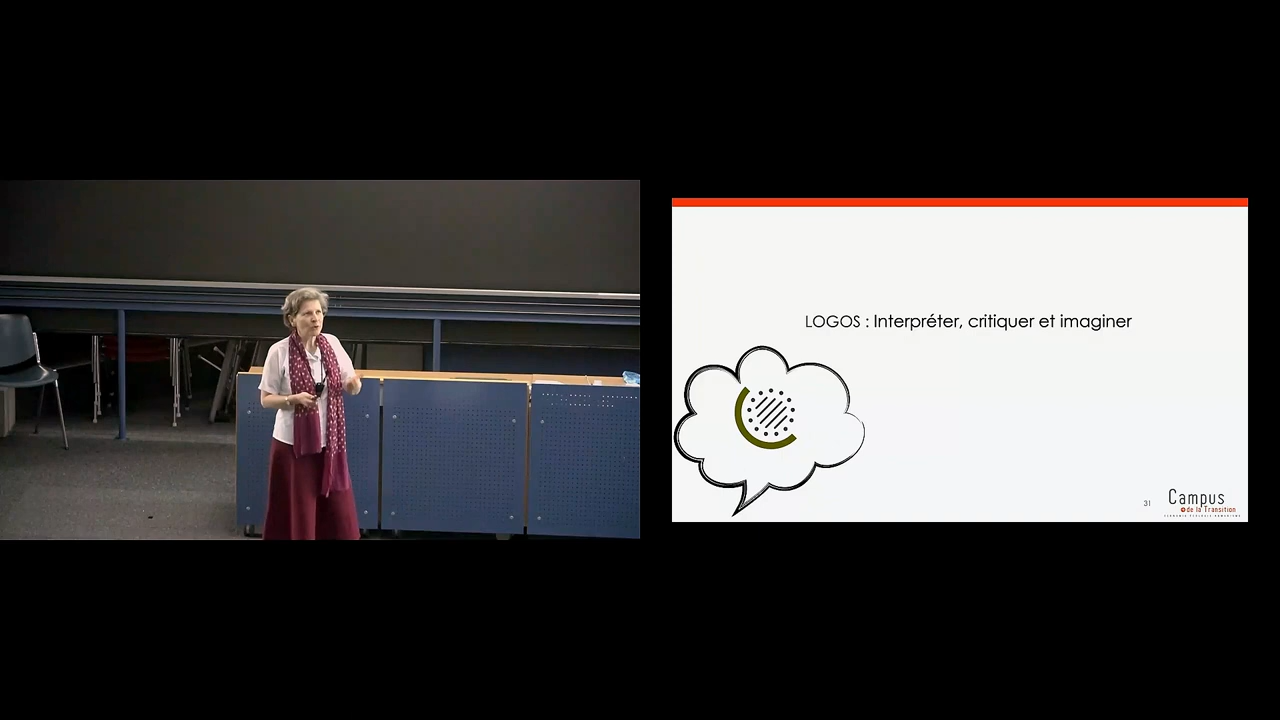 LOGOS : Interpréter, critiquer et imaginer
31
Campus
de la Transition